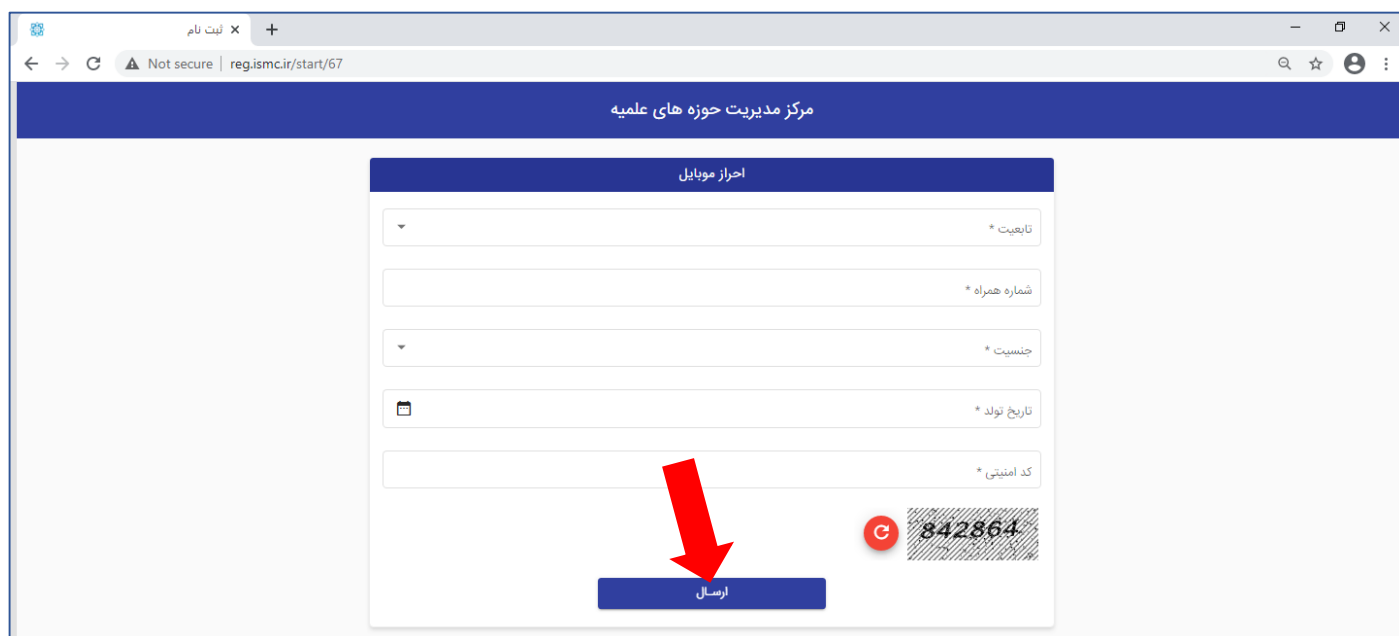 ثبت نام
Not secure | reg.ismc.ir/start/67
مرکز مدیریت حوزه های علمیه
احراز موبایل
تابعیت *
شماره همراه *
جنسیت *
تاریخ تولد *
کد امنیتی *
842864
ارسال